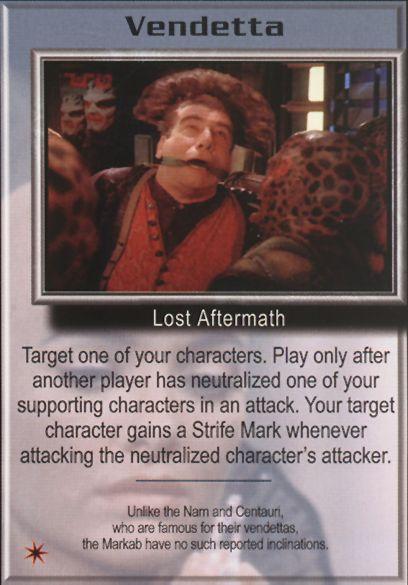 Vendetta
Lost Aftermath
Target one of your characters. Play only after
another player has neutralized one of your
supporting characters in an attack. Your target
character gains a Strife Mark whenever
attacking the neutralized character's attacker.
Unlike the Narn and Centauri,
who are famous for their vendettas,
the Markab have no such reported inclinations.